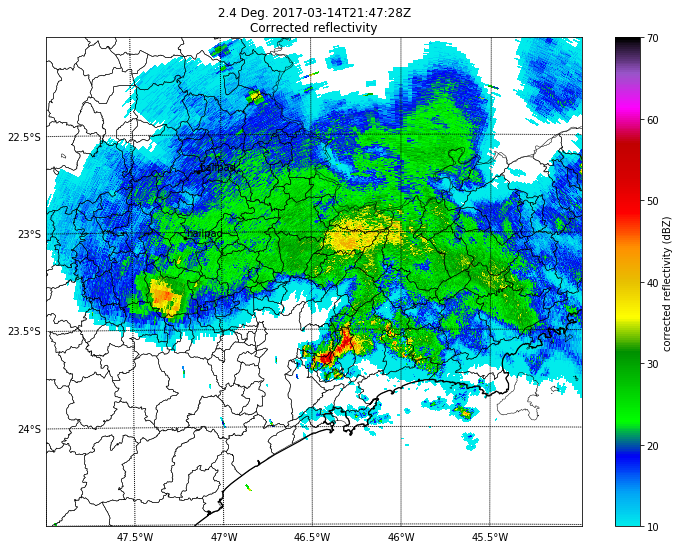 2.4 Deg. 2017-03-14T21:47:28Z
Corrected reflectivity
22.5°S
23°S
23.5°S
24°S
47.5°W
47°W
46.5°W
46°W
45.5°W
70
60
50
40
30
20
10
corrected reflectivity (dBZ)